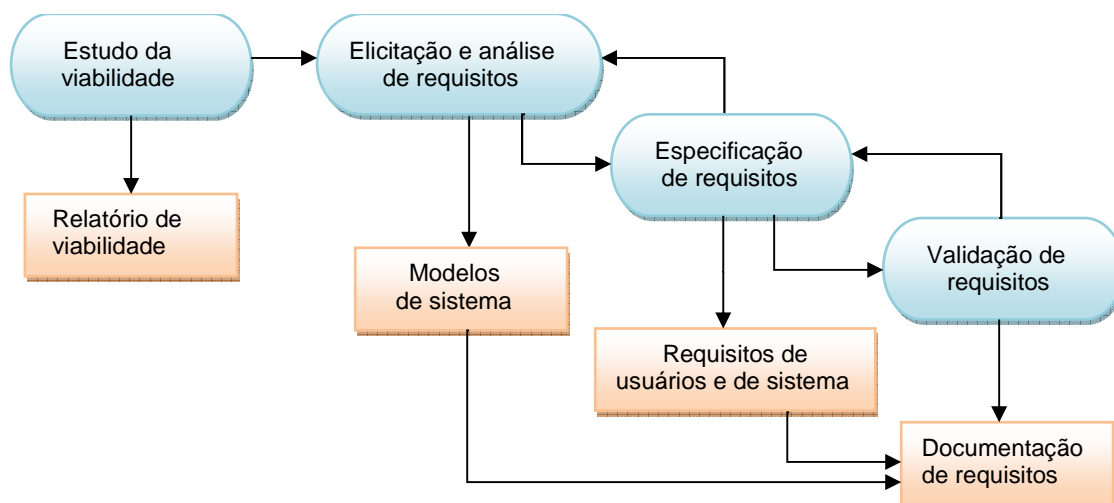 Estudo da
viabilidade
Elicitação e análise
de requisitos
Especificação
de requisitos
Relatório de
viabilidade
Validação de
requisitos
Modelos
de sistema
Requisitos de
usuários e de sistema
Documentação
de requisitos